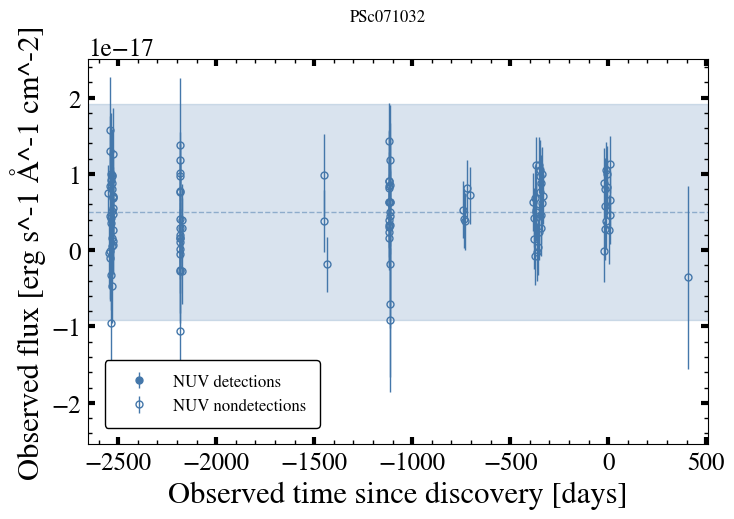 PSc071032
1e−17
Observed flux [erg s^-1 Å^-1 cm^-2]
2
1
0
−1
−2
NUV detections
NUV nondetections
−2500 −2000 −1500 −1000 −500 0 500
Observed time since discovery [days]